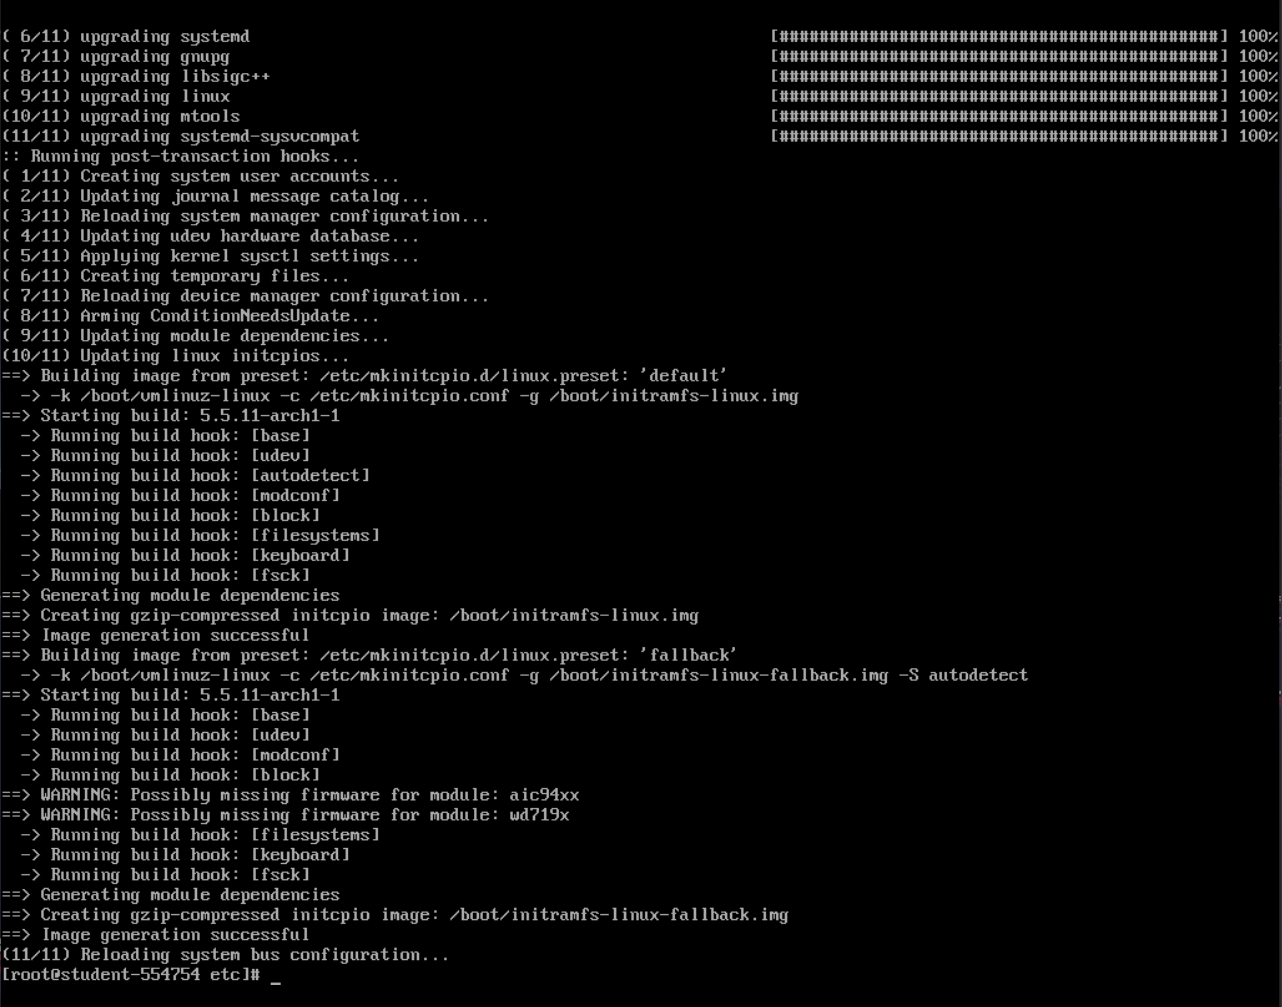 ( 6/11) upgrading systemd [############################################] 100%
( 7/11) upgrading gnupg [############################################] 100%
( 8/11) upgrading libsigc++ [############################################] 100%
( 9/11) upgrading linux [############################################] 100%
(10/11) upgrading mtools [############################################] 100%
(11/11) upgrading systemd-sysvcompat [############################################] 100%
:: Running post-transaction hooks...
( 1/11) Creating system user accounts...
( 2/11) Updating journal message catalog...
( 3/11) Reloading system manager configuration...
( 4/11) Updating udev hardware database...
( 5/11) Applying kernel sysctl settings...
( 6/11) Creating temporary files...
( 7/11) Reloading device manager configuration...
( 8/11) Arming ConditionNeedsUpdate...
( 9/11) Updating module dependencies...
(10/11) Updating linux initcpios...
==> Building image from preset: /etc/mkinitcpio.d/linux.preset: 'default'
  -> -k /boot/vmlinuz-linux -c /etc/mkinitcpio.conf -g /boot/initramfs-linux.img
==> Starting build: 5.5.11-arch1-1
  -> Running build hook: [base]
  -> Running build hook: [udev]
  -> Running build hook: [autodetect]
  -> Running build hook: [modconf]
  -> Running build hook: [block]
  -> Running build hook: [filesystems]
  -> Running build hook: [keyboard]
  -> Running build hook: [fsck]
==> Generating module dependencies
==> Creating gzip-compressed initcpio image: /boot/initramfs-linux.img
==> Image generation successful
==> Building image from preset: /etc/mkinitcpio.d/linux.preset: 'fallback'
  -> -k /boot/vmlinuz-linux -c /etc/mkinitcpio.conf -g /boot/initramfs-linux-fallback.img -S autodetect
==> Starting build: 5.5.11-arch1-1
  -> Running build hook: [base]
  -> Running build hook: [udev]
  -> Running build hook: [modconf]
  -> Running build hook: [block]
==> WARNING: Possibly missing firmware for module: aic94xx
==> WARNING: Possibly missing firmware for module: wd719x
  -> Running build hook: [filesystems]
  -> Running build hook: [keyboard]
  -> Running build hook: [fsck]
==> Generating module dependencies
==> Creating gzip-compressed initcpio image: /boot/initramfs-linux-fallback.img
==> Image generation successful
(11/11) Reloading system bus configuration...
[root@student-554754 etc]# _